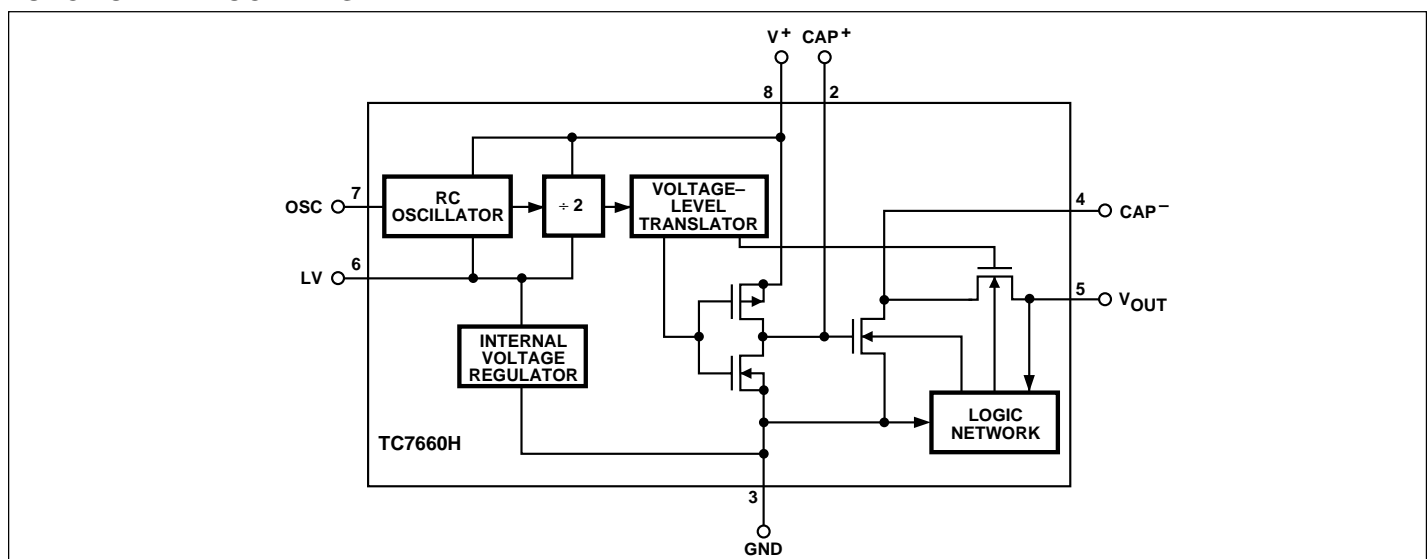 V+ CAP+
8 2
RC
OSCILLATOR
÷ 2
VOLTAGE–
LEVEL
TRANSLATOR
7
OSC
4
CAP–
6
LV
5
VOUT
INTERNAL
VOLTAGE
REGULATOR
LOGIC
NETWORK
TC7660H
3
GND